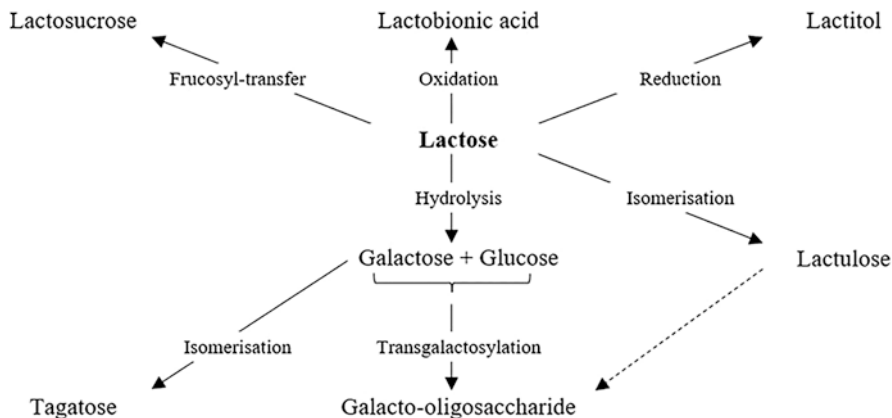 Lactosucrose
Lactobionic acid
Lactitol
Frucosyl-transfer
Oxidation
Reduction
Lactose
Hydrolysis
Isomerisation
Galactose + Glucose
Lactulose
Isomerisation
Transgalactosylation
Tagatose
Galacto-oligosaccharide